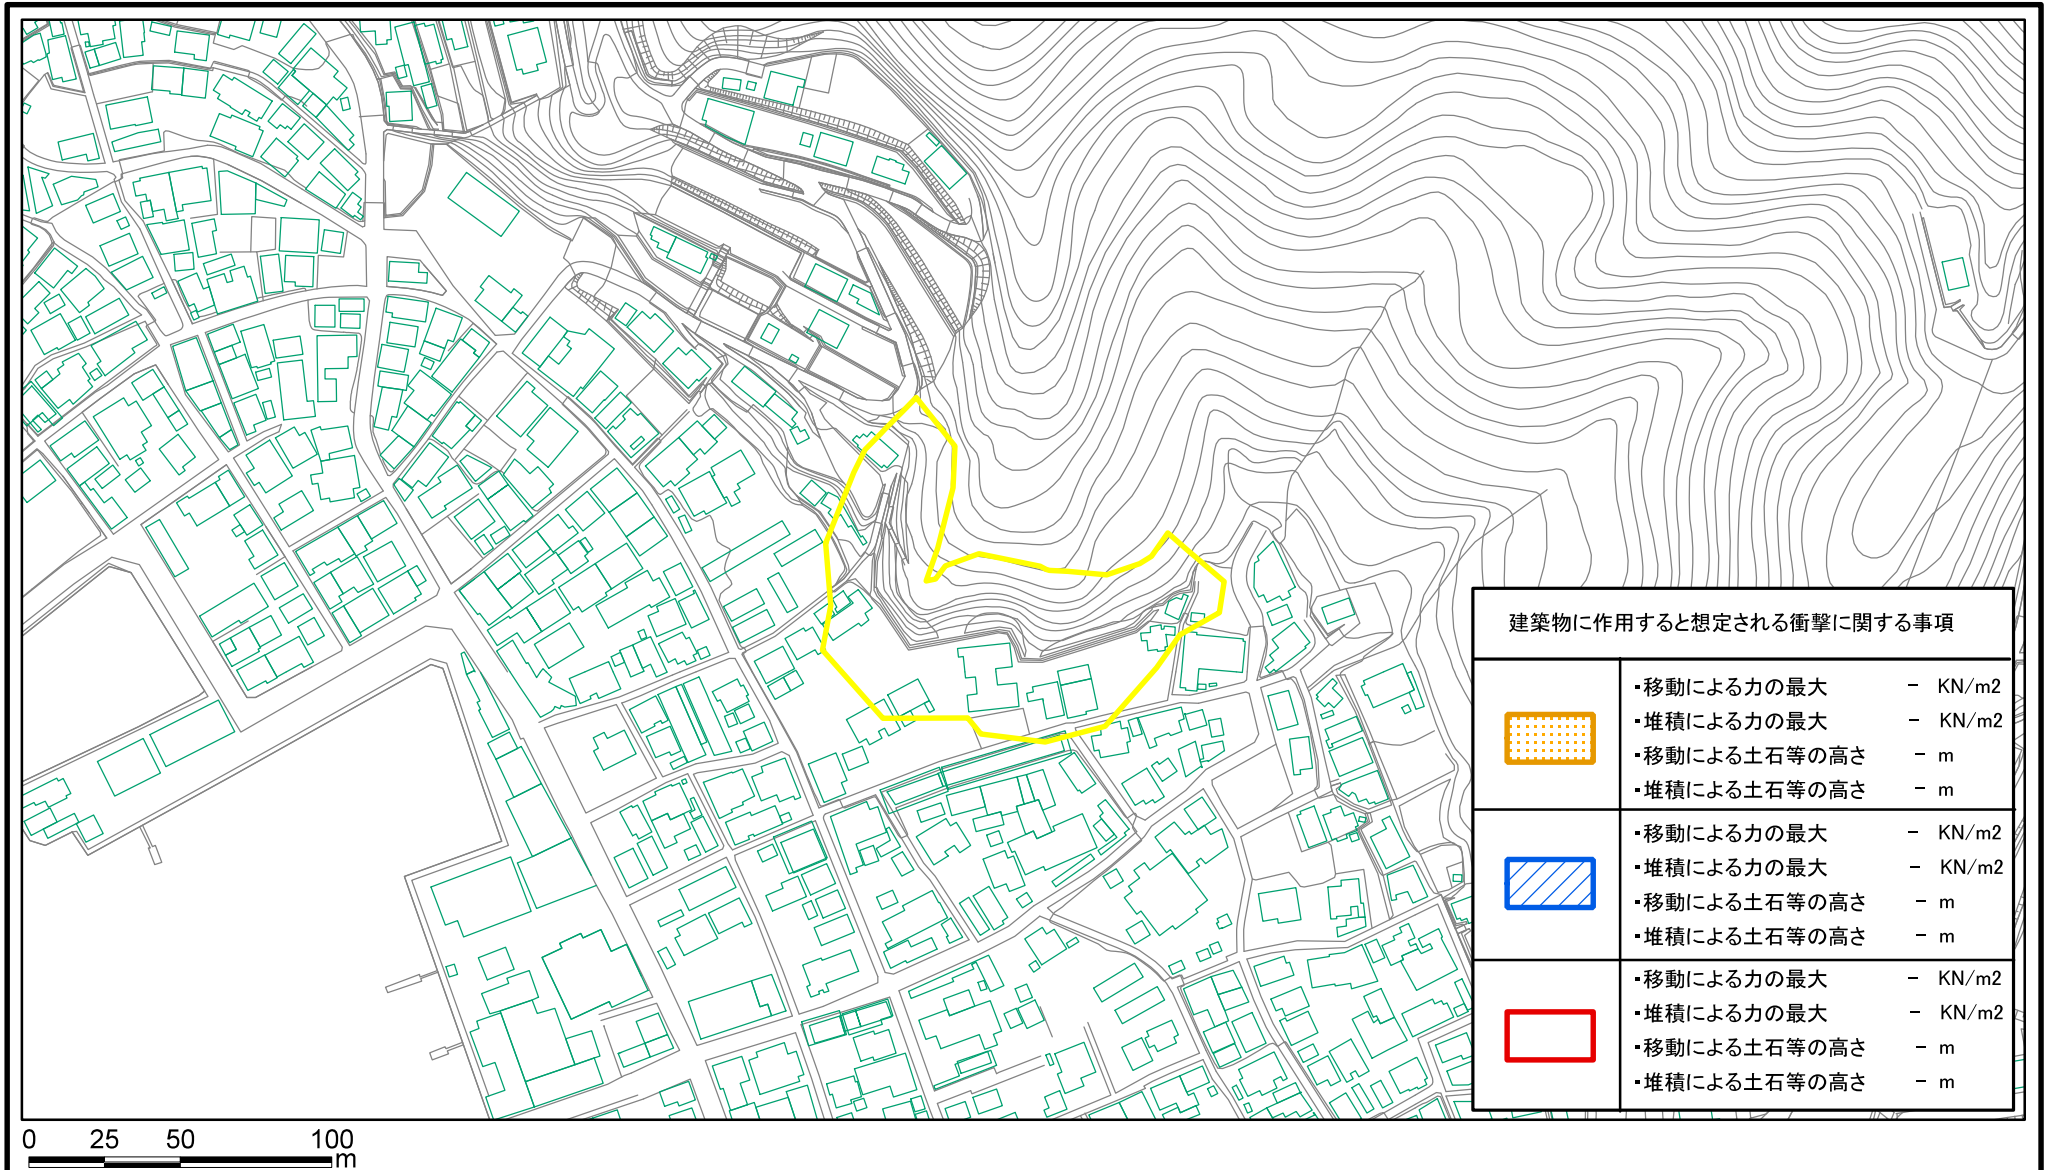 建築物に作用すると想定される衝撃に関する事項
・移動による力の最大 － KN/m2
・堆積による力の最大 － KN/m2
・移動による土石等の高さ － m
・堆積による土石等の高さ － m
・移動による力の最大 － KN/m2
・堆積による力の最大 － KN/m2
・移動による土石等の高さ － m
・堆積による土石等の高さ － m
・移動による力の最大 － KN/m2
・堆積による力の最大 － KN/m2
・移動による土石等の高さ － m
・堆積による土石等の高さ － m
0 25 50 100
m